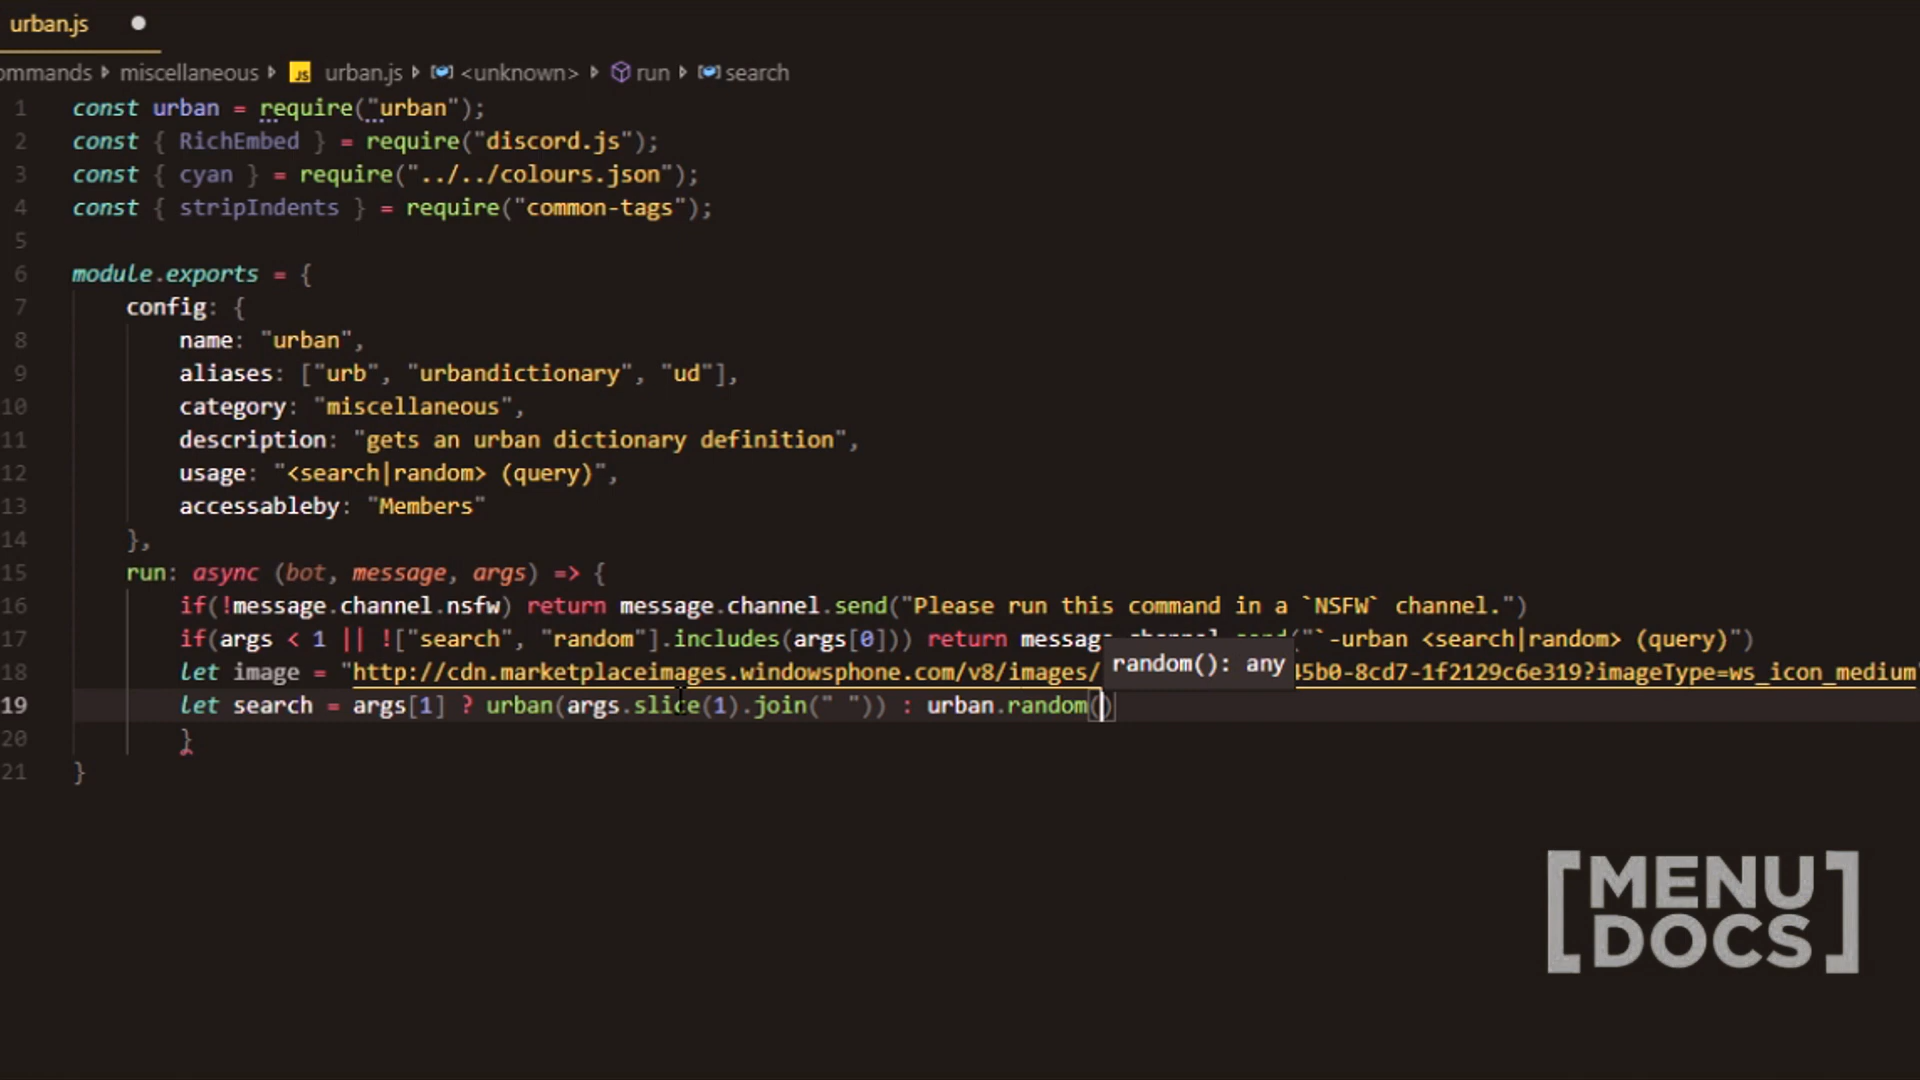 urban.js
ommands miscellaneous JS urban.js <unknown> run search
1 const urban = require("urban");
2 const { RichEmbed } = require("discord.js");
3 const { cyan } = require("../../colours.json");
4 const { stripIndents } = require("common-tags");
5
6 module.exports = {
7 config: {
8 name: "urban",
9 aliases: ["urb", "urbandictionary", "ud"],
10 category: "miscellaneous",
11 description: "gets an urban dictionary definition",
12 usage: "<search|random> (query)",
13 accessableby: "Members"
14 },
15 run: async (bot, message, args) => {
16 if(!message.channel.nsfw) return message.channel.send("Please run this command in a `NSFW` channel.")
17 if(args < 1 || !["search", "random"].includes(args[0])) return message.channel.send("`-urban <search|random> (query)")
random(): any
18 let image = "http://cdn.marketplaceimages.windowsphone.com/v8/images/ 45b0-8cd7-1f2129c6e319?imageType=ws_icon_medium
19 let search = args[1] ? urban(args.slice(1).join(" ")) : urban.random()
20 }
21 }
[MENU
DOCS]